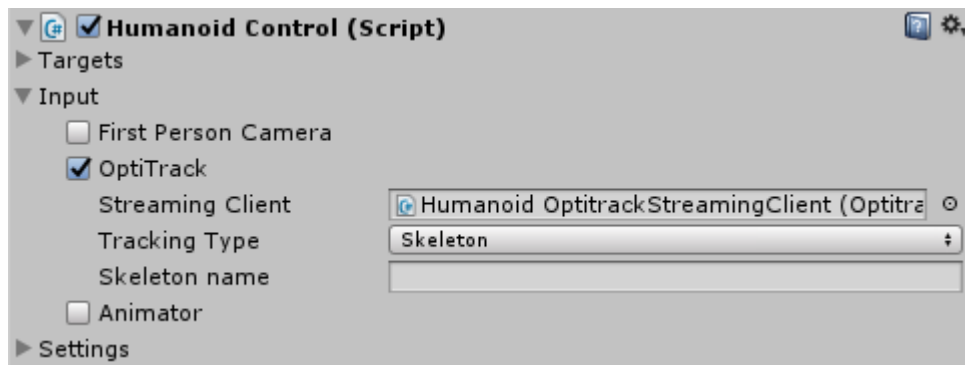 Humanoid Control (Script)
Targets
Input
First Person Camera
OptiTrack
Streaming Client Humanoid OptitrackStreamingClient (Optitra
Tracking Type Skeleton
Skeleton name
Animator
Settings